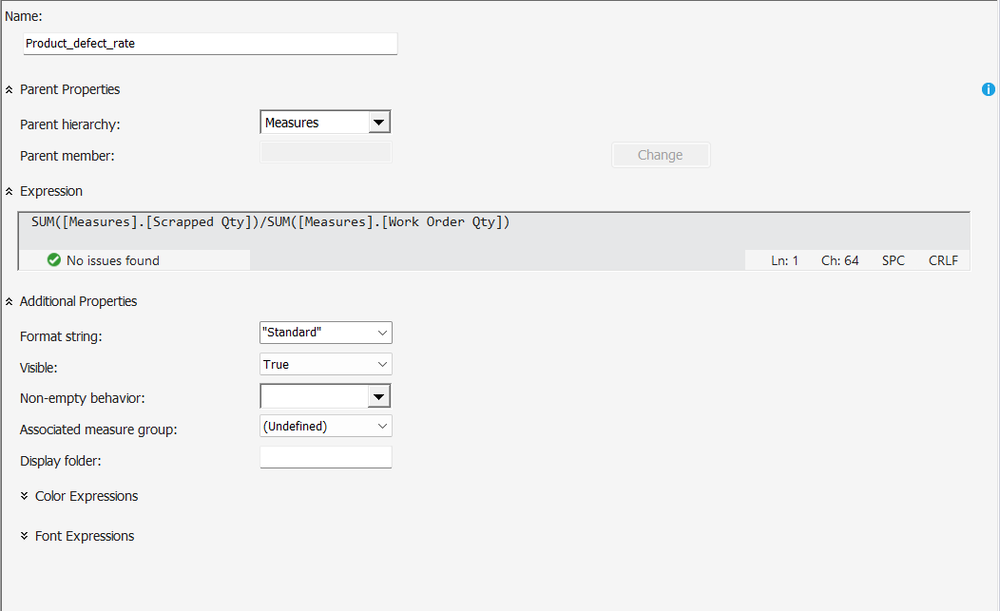 Name:
Product_defect_rate
Parent Properties
Parent hierarchy: Measures
Parent member: Change
Expression
SUM([Measures].[Scrapped Qty])/SUM([Measures].[Work Order Qty])
No issues found Ln: 1 Ch: 64 SPC CRLF
Additional Properties
Format string: "Standard"
Visible: True
Non-empty behavior:
Associated measure group: (Undefined)
Display folder:
Color Expressions
Font Expressions